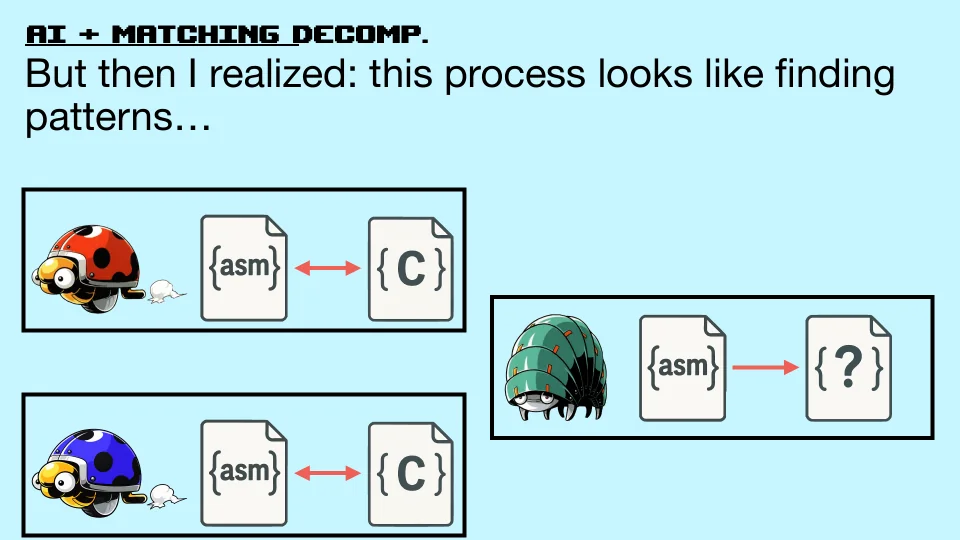 AI + MATCHING DECOMP.
But then I realized: this process looks like finding
patterns…
{asm}
{C}
{asm}
{?}
{asm}
{C}